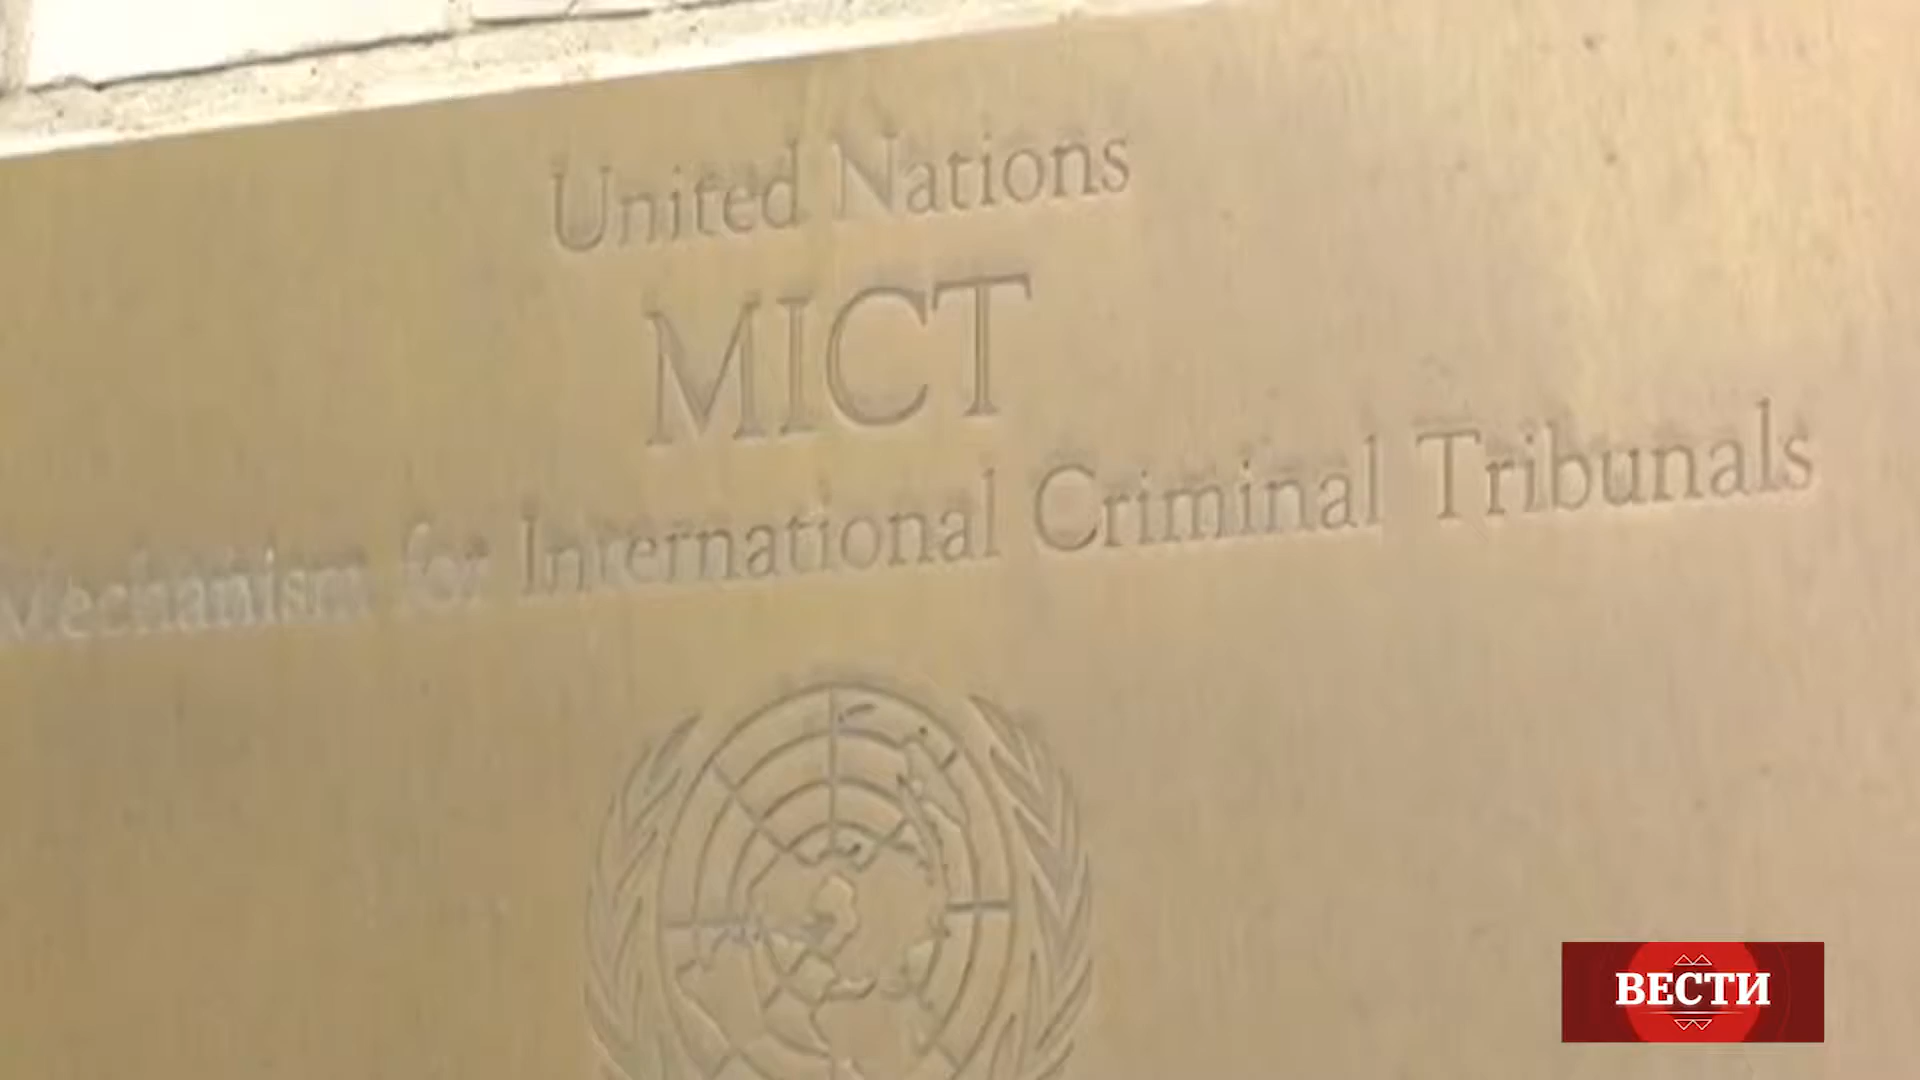 United Nations
MICT
Mechanism for International Criminal Tribunals
ВЕСТИ